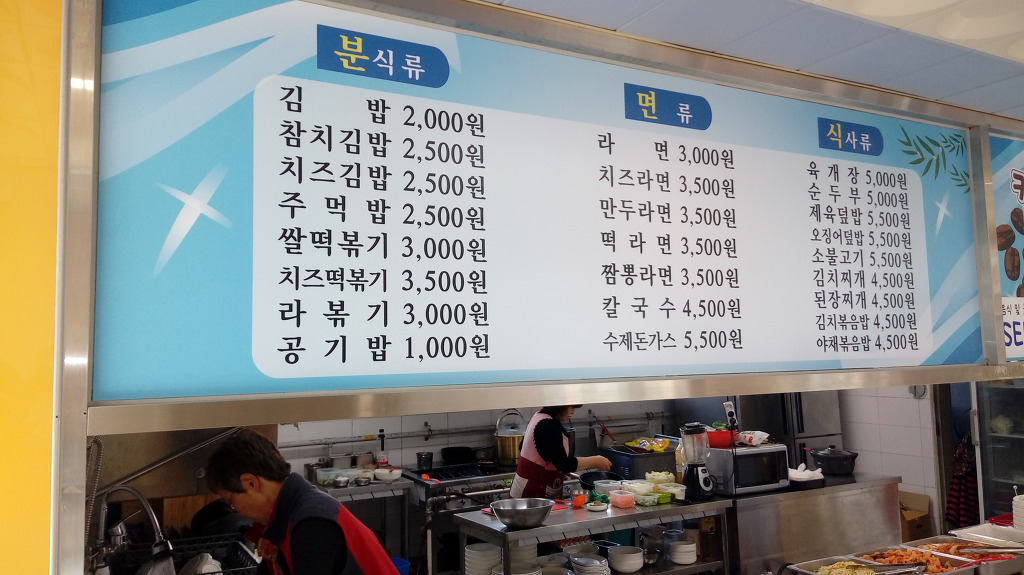 분식류
김 밥 2,000원
참치김밥 2,500원
치즈김밥 2,500원
주 먹 밥 2,500원
쌀떡볶기 3,000원
치즈떡볶기 3,500원
라 볶 기 3,000원
공 기 밥 1,000원
면 류
라 면 3,000원
치즈라면 3,500원
만두라면 3,500원
떡 라 면 3,500원
짬뽕라면 3,500원
칼 국 수 4,500원
수제돈가스 5,500원
식사류
육 개 장 5,000원
순 두 부 5,000원
제육덮밥 5,500원
오징어덮밥 5,500원
소불고기 5,500원
김치찌개 4,500원
된장찌개 4,500원
김치볶음밥 4,500원
야채볶음밥 4,500원